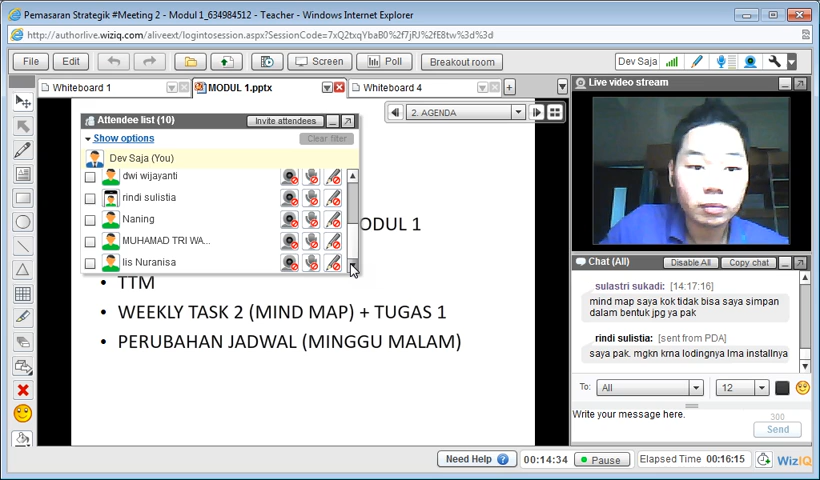 Pemasaran Strategik #Meeting 2 - Modul 1_634984512 - Teacher - Windows Internet Explorer
http://authorlive.wiziq.com/aliveext/logintosession.aspx?SessionCode=7xQ2txqYbaB0%2f7jRJ%2fE8tw%3d%3d
File
Edit
Screen
Poll
Breakout room
Dev Saja
Whiteboard 1
MODUL 1.pptx
Whiteboard 4
2. AGENDA
Attendee list (10)
Invite attendees
Show options
Clear filter
Dev Saja (You)
dwi wijayanti
rindi sulistia
Naning
MUHAMAD TRI WA...
Iis Nuranisa
ODUL 1
• TTM
• WEEKLY TASK 2 (MIND MAP) + TUGAS 1
• PERUBAHAN JADWAL (MINGGU MALAM)
Live video stream
Chat (All)
Disable All
Copy chat
sulastri sukadi: [14:17:16]
mind map saya kok tidak bisa saya simpan
dalam bentuk jpg ya pak
rindi sulistia: [sent from PDA]
saya pak. mgkn krna lodingnya lma installnya
To:
All
12
Write your message here.
300
Send
Need Help
?
00:14:34
Pause
Elapsed Time
00:16:15
WizIQ